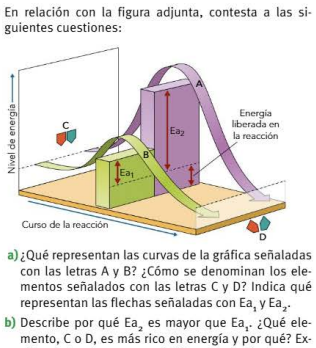 En relación con la figura adjunta, contesta a las si-
guientes cuestiones:
Nivel de energía
C
A
Ea2
Energía
liberada en
la reacción
B
Ea1
Curso de la reacción
D
a) ¿Qué representan las curvas de la gráfica señaladas
con las letras A y B? ¿Cómo se denominan los ele-
mentos señalados con las letras C y D? Indica qué
representan las flechas señaladas con Ea1 y Ea2.
b) Describe por qué Ea2 es mayor que Ea1. ¿Qué ele-
mento, C o D, es más rico en energía y por qué? Ex-